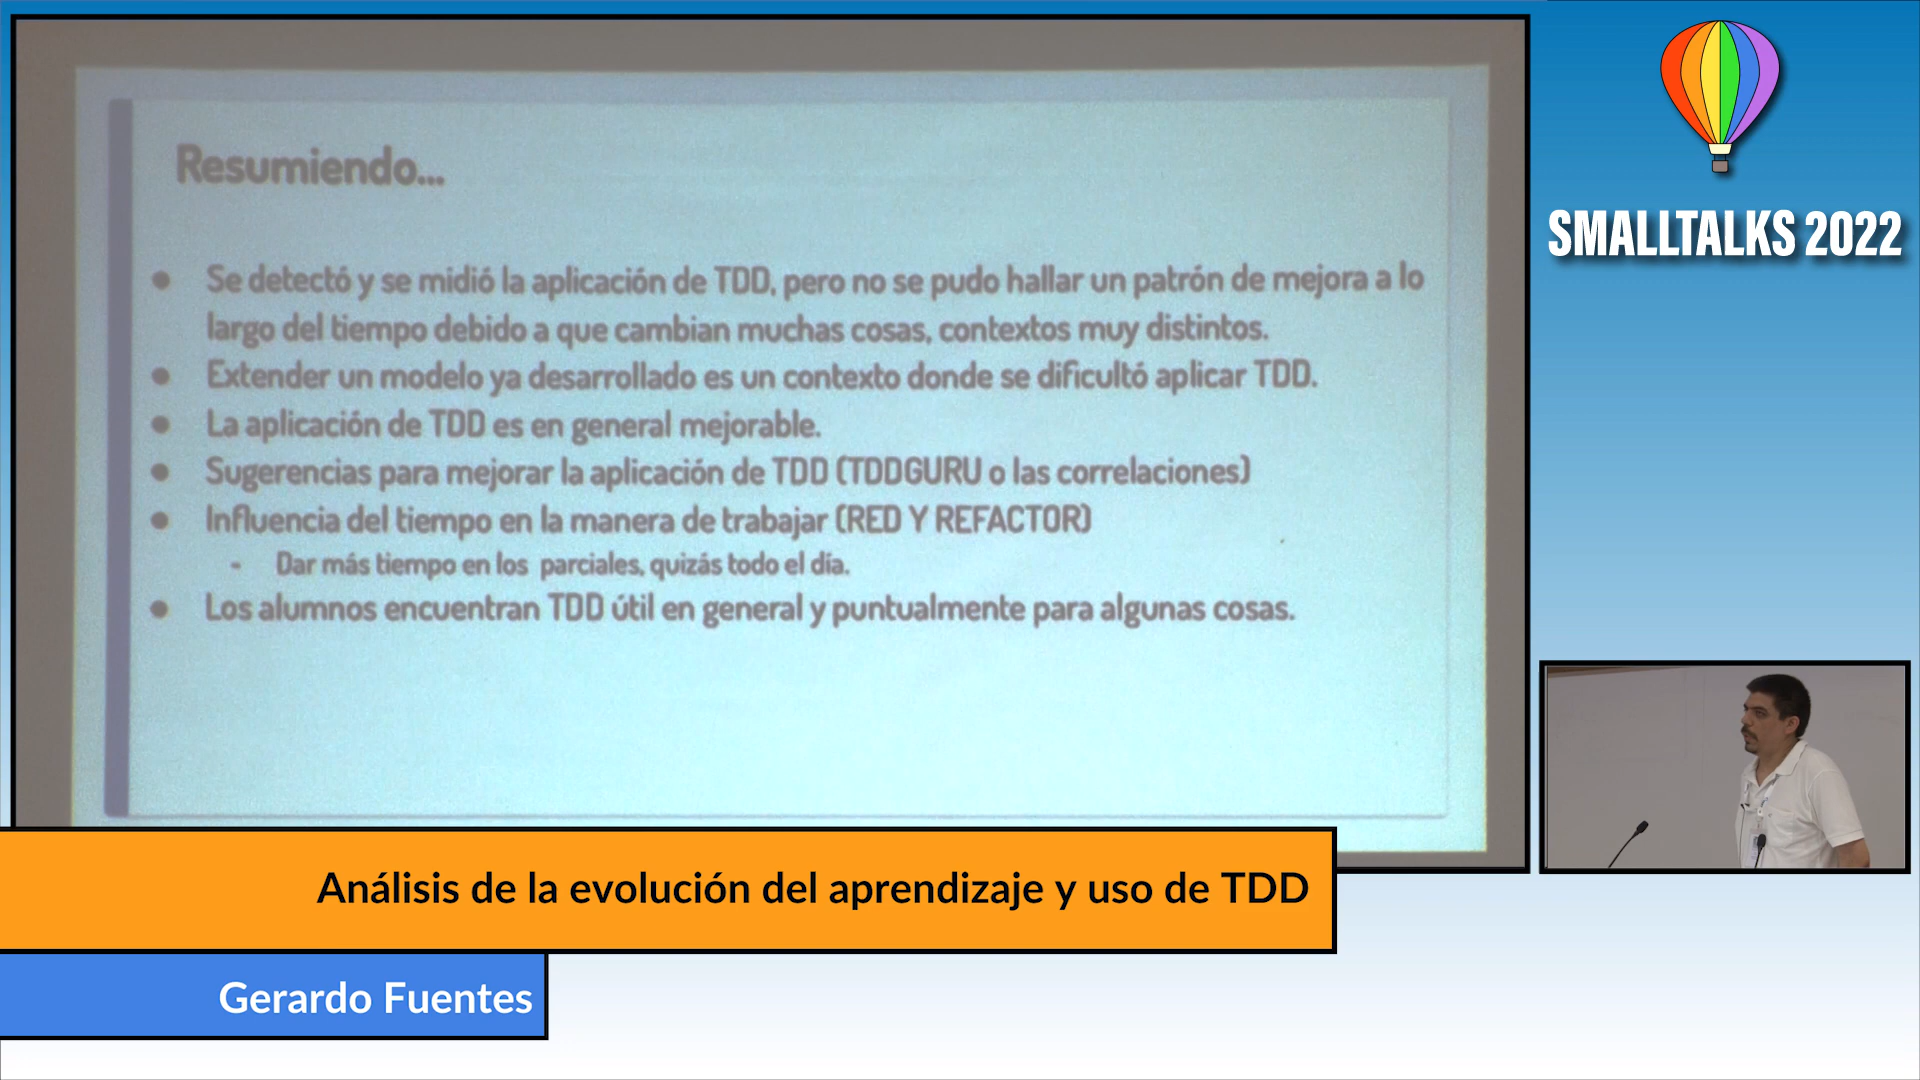 Resumiendo...
● Se detectó y se midió la aplicación de TDD, pero no se pudo hallar un patrón de mejora a lo
largo del tiempo debido a que cambian muchas cosas, contextos muy distintos.
● Extender un modelo ya desarrollado es un contexto donde se dificultó aplicar TDD.
● La aplicación de TDD es en general mejorable.
● Sugerencias para mejorar la aplicación de TDD (TDDGURU o las correlaciones)
● Influencia del tiempo en la manera de trabajar (RED Y REFACTOR)
- Dar más tiempo en los parciales, quizás todo el día.
● Los alumnos encuentran TDD útil en general y puntualmente para algunas cosas.
SMALLTALKS 2022
Análisis de la evolución del aprendizaje y uso de TDD
Gerardo Fuentes